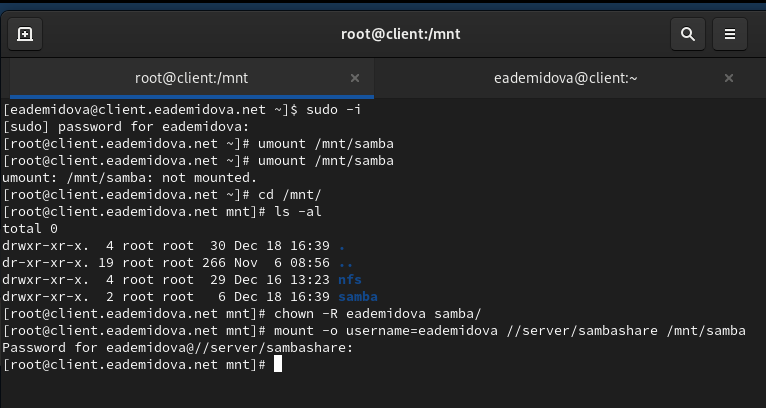 root@client:/mnt
root@client:/mnt × eademidova@client:~ ×
[eademidova@client.eademidova.net ~]$ sudo -i
[sudo] password for eademidova:
[root@client.eademidova.net ~]# umount /mnt/samba
[root@client.eademidova.net ~]# umount /mnt/samba
umount: /mnt/samba: not mounted.
[root@client.eademidova.net ~]# cd /mnt/
[root@client.eademidova.net mnt]# ls -al
total 0
drwxr-xr-x.  4 root root  30 Dec 18 16:39 .
dr-xr-xr-x. 19 root root 266 Nov  6 08:56 ..
drwxr-xr-x.  4 root root  29 Dec 16 13:23 nfs
drwxr-xr-x.  2 root root   6 Dec 18 16:39 samba
[root@client.eademidova.net mnt]# chown -R eademidova samba/
[root@client.eademidova.net mnt]# mount -o username=eademidova //server/sambashare /mnt/samba
Password for eademidova@//server/sambashare:
[root@client.eademidova.net mnt]#